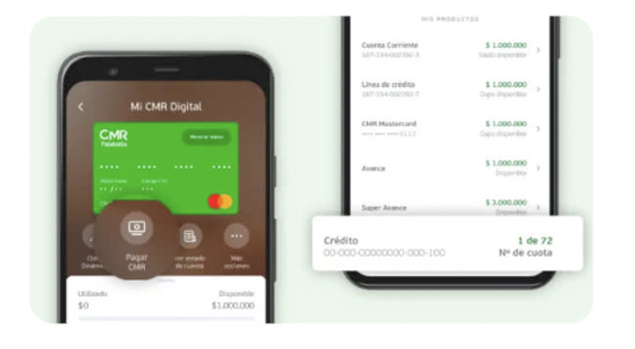 Mi CMR Digital
CMR
Falabella
Mostrar datos
Pagar
CMR
Ver estado
de cuenta
Más
opciones
Utilizado
$0
Disponible
$1.000.000
MIS PRODUCTOS
Cuenta Corriente
$ 1.000.000
Saldo disponible
Línea de crédito
$ 1.000.000
Cupo disponible
CMR Mastercard
$ 1.000.000
Cupo disponible
Avance
$ 1.000.000
Disponible
Super Avance
$ 3.000.000
Disponible
Crédito
00-000-00000000-000-100
1 de 72
Nº de cuota